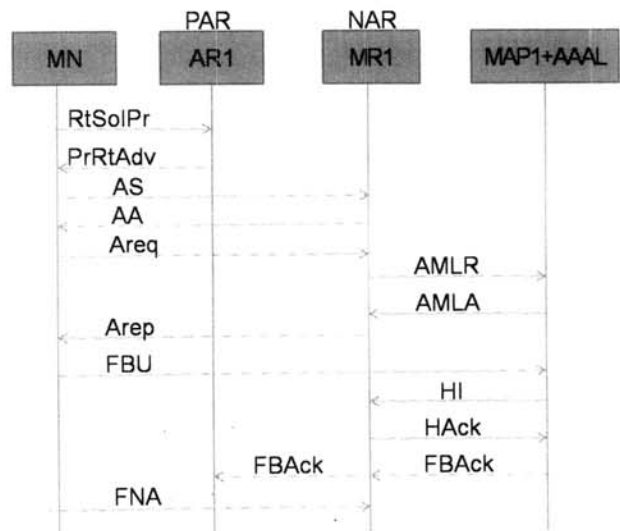 PAR NAR
MN AR1 MR1 MAP1+AAAL
RtSolPr
PrRtAdv
AS
AA
Areq
AMLR
AMLA
Arep
FBU
HI
HAck
FBAck FBAck
FNA